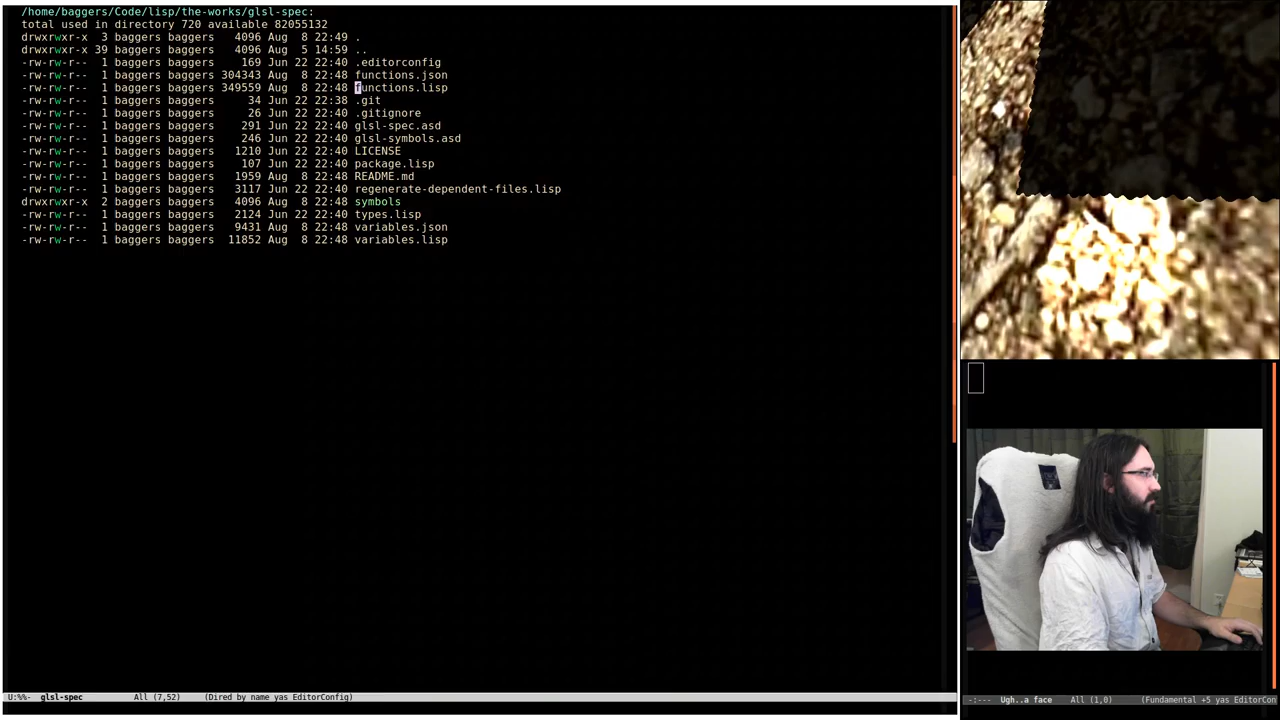 /home/baggers/Code/lisp/the-works/glsl-spec:
total used in directory 720 available 82055132
drwxrwxr-x 3 baggers baggers 4096 Aug 8 22:49 .
drwxrwxr-x 39 baggers baggers 4096 Aug 5 14:59 ..
-rw-rw-r-- 1 baggers baggers 169 Jun 22 22:40 .editorconfig
-rw-rw-r-- 1 baggers baggers 304343 Aug 8 22:48 functions.json
-rw-rw-r-- 1 baggers baggers 349559 Aug 8 22:48 functions.lisp
-rw-rw-r-- 1 baggers baggers 34 Jun 22 22:38 .git
-rw-rw-r-- 1 baggers baggers 26 Jun 22 22:40 .gitignore
-rw-rw-r-- 1 baggers baggers 291 Jun 22 22:40 glsl-spec.asd
-rw-rw-r-- 1 baggers baggers 246 Jun 22 22:40 glsl-symbols.asd
-rw-rw-r-- 1 baggers baggers 1210 Jun 22 22:40 LICENSE
-rw-rw-r-- 1 baggers baggers 107 Jun 22 22:40 package.lisp
-rw-rw-r-- 1 baggers baggers 1959 Aug 8 22:48 README.md
-rw-rw-r-- 1 baggers baggers 3117 Jun 22 22:40 regenerate-dependent-files.lisp
drwxrwxr-x 2 baggers baggers 4096 Aug 8 22:48 symbols
-rw-rw-r-- 1 baggers baggers 2124 Jun 22 22:40 types.lisp
-rw-rw-r-- 1 baggers baggers 9431 Aug 8 22:48 variables.json
-rw-rw-r-- 1 baggers baggers 11852 Aug 8 22:48 variables.lisp
U:%%- glsl-spec All (7,52) (Dired by name yas EditorConfig)
-:--- Ugh..a face All (1,0) (Fundamental +5 yas EditorCon